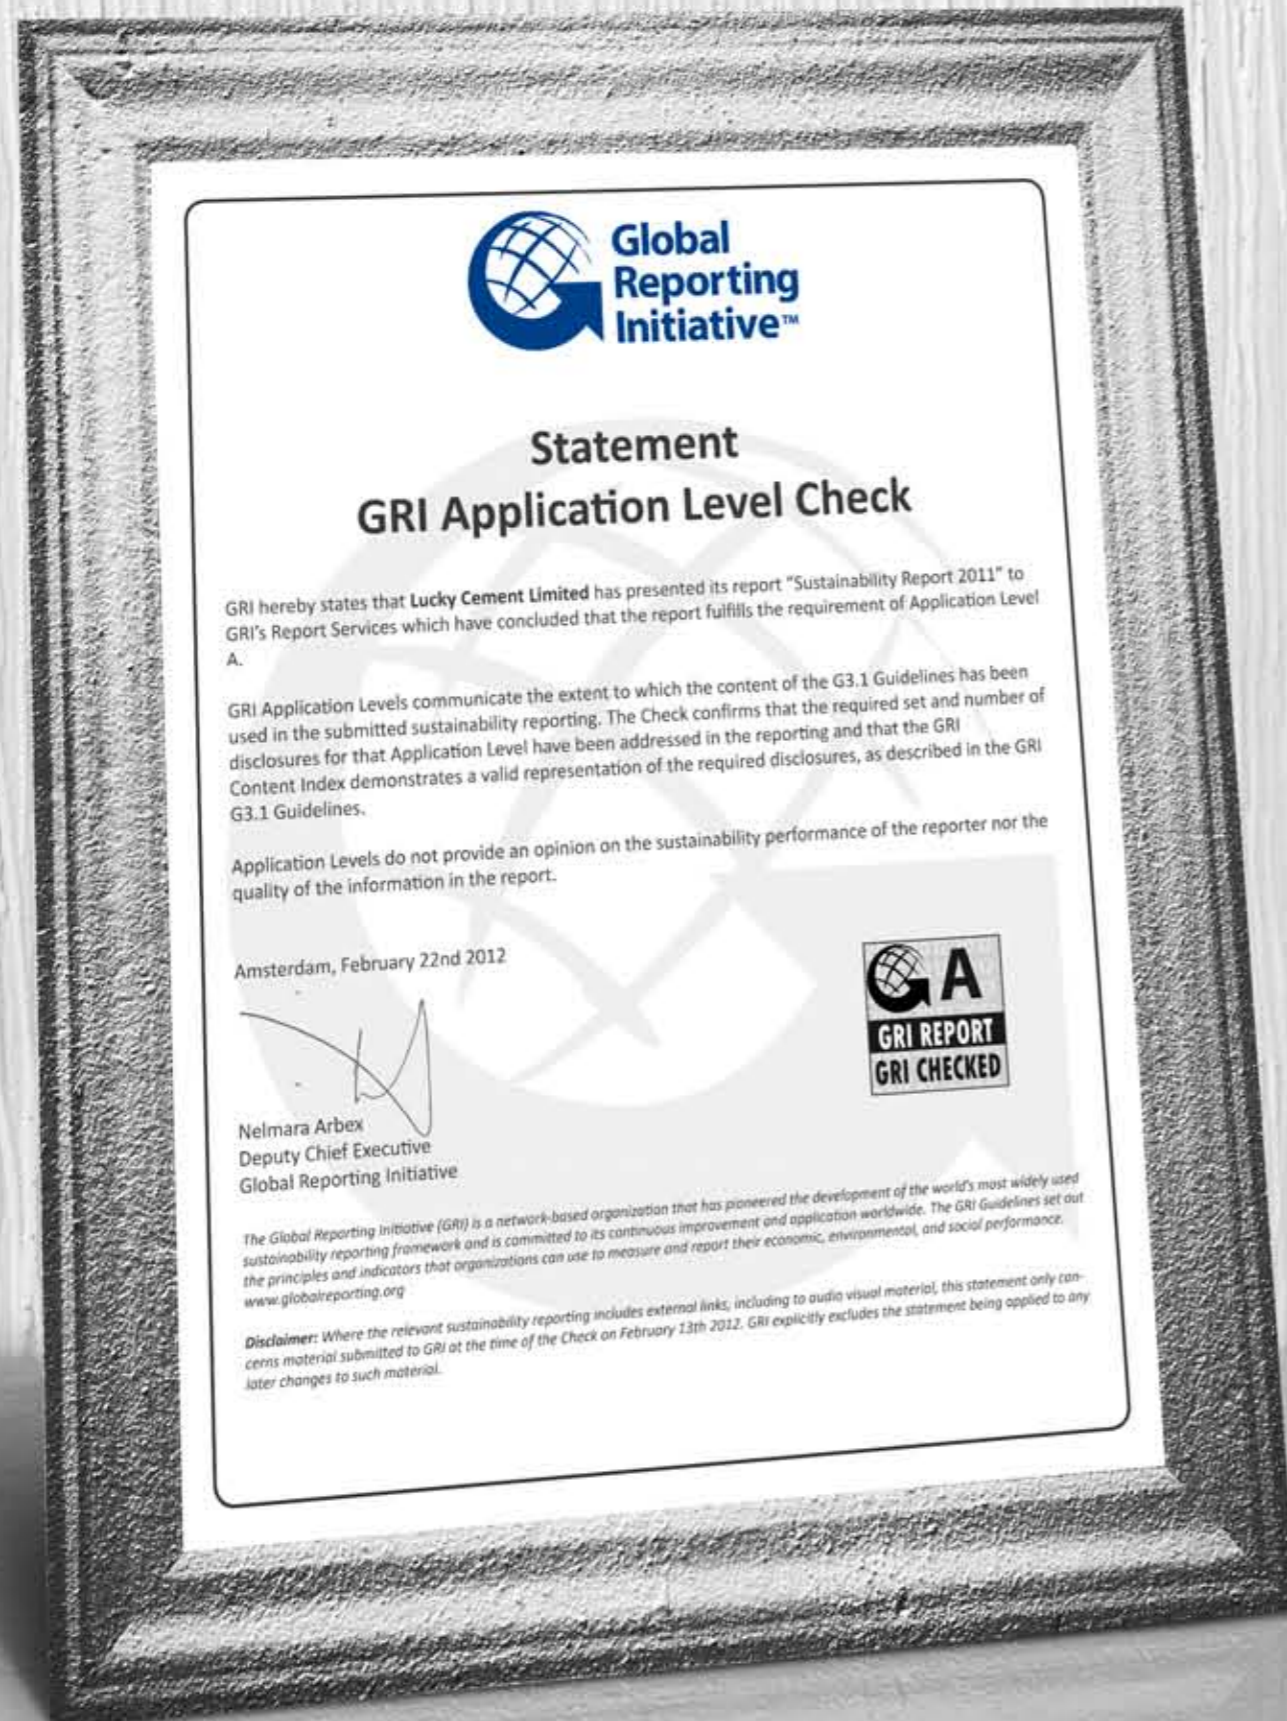 Global
Reporting
Initiative™
Statement
GRI Application Level Check
GRI hereby states that Lucky Cement Limited has presented its report "Sustainability Report 2011" to
GRI's Report Services which have concluded that the report fulfills the requirement of Application Level
A.
GRI Application Levels communicate the extent to which the content of the G3.1 Guidelines has been
used in the submitted sustainability reporting. The Check confirms that the required set and number of
disclosures for that Application Level have been addressed in the reporting and that the GRI
Content Index demonstrates a valid representation of the required disclosures, as described in the GRI
G3.1 Guidelines.
Application Levels do not provide an opinion on the sustainability performance of the reporter nor the
quality of the information in the report.
Amsterdam, February 22nd 2012
A
GRI REPORT
GRI CHECKED
Nelmara Arbex
Deputy Chief Executive
Global Reporting Initiative
The Global Reporting Initiative (GRI) is a network-based organization that has pioneered the development of the world's most widely used
sustainability reporting framework and is committed to its continuous improvement and application worldwide. The GRI Guidelines set out
the principles and indicators that organizations can use to measure and report their economic, environmental, and social performance.
www.globalreporting.org
Disclaimer: Where the relevant sustainability reporting includes external links, including to audio visual material, this statement only con-
cerns material submitted to GRI at the time of the Check on February 13th 2012. GRI explicitly excludes the statement being applied to any
later changes to such material.